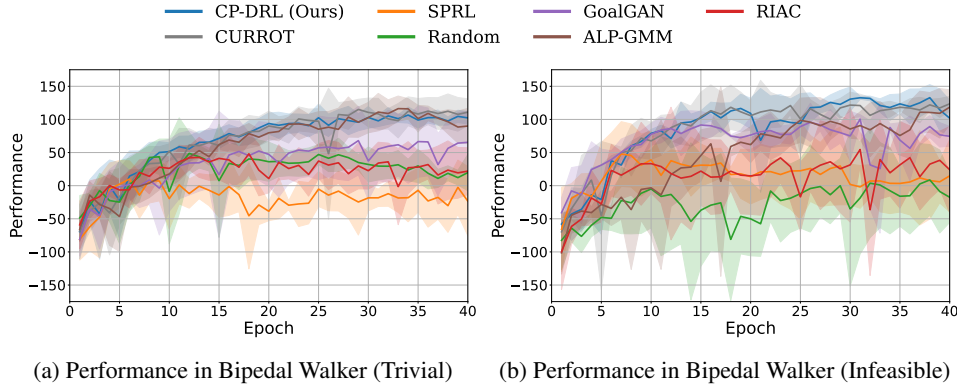 CP-DRL (Ours) SPRL GoalGAN RIAC
CURROT Random ALP-GMM
Performance
150
100
50
0
−50
−100
−150
0 5 10 15 20 25 30 35 40
Epoch
Performance
150
100
50
0
−50
−100
−150
0 5 10 15 20 25 30 35 40
Epoch
(a) Performance in Bipedal Walker (Trivial)
(b) Performance in Bipedal Walker (Infeasible)